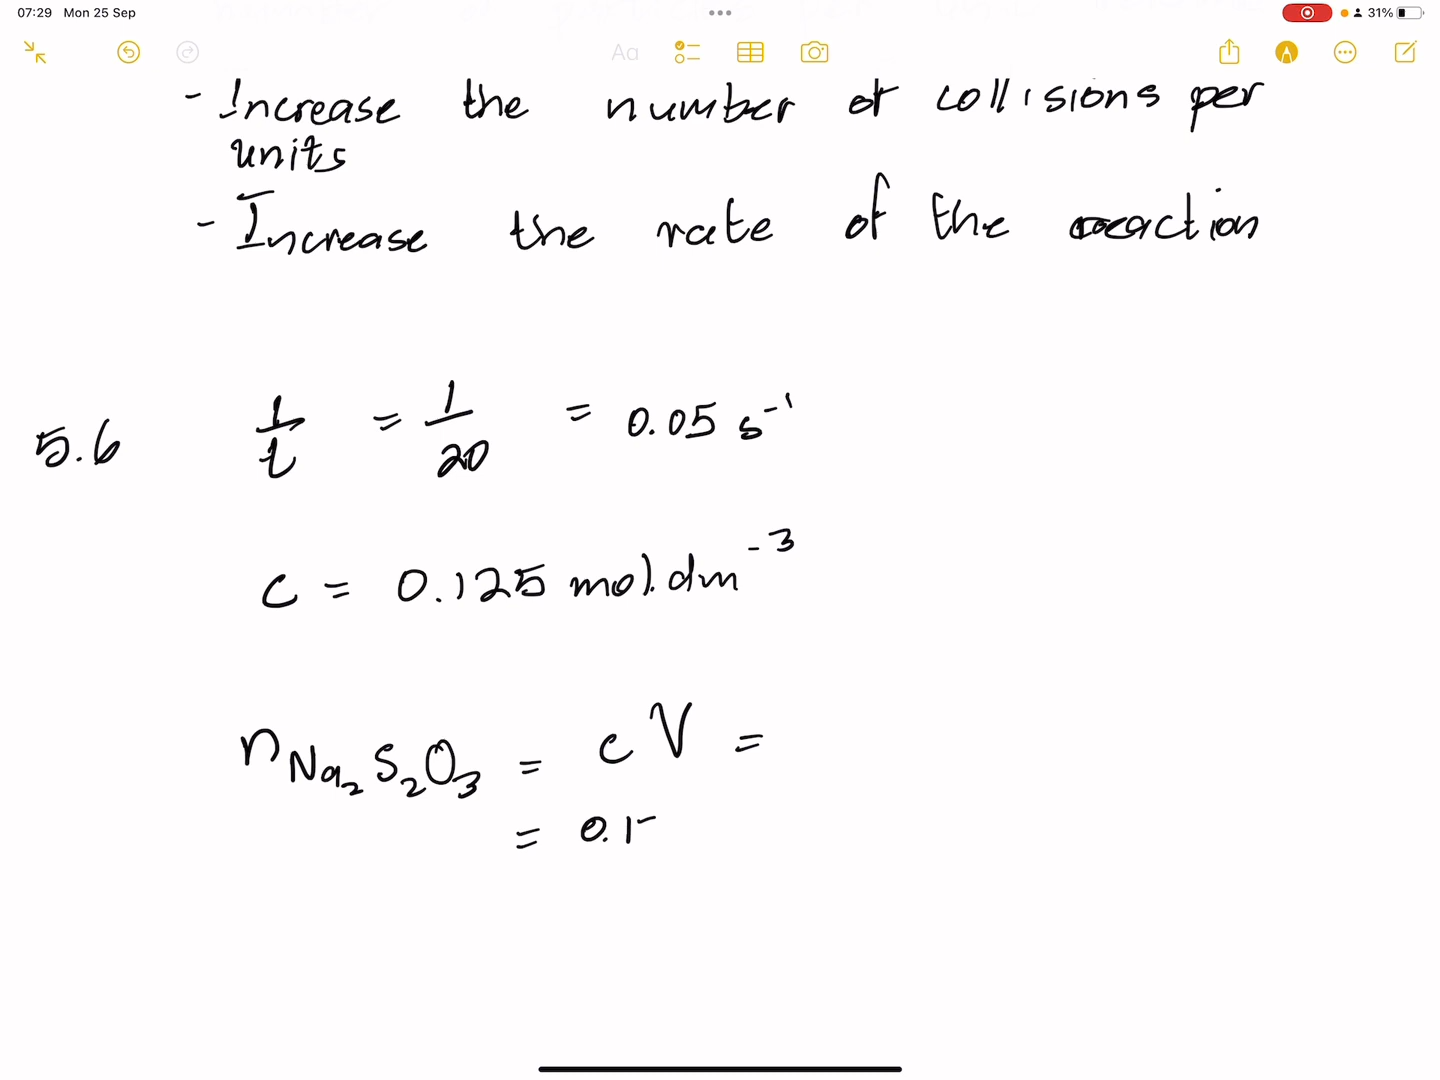 07:29 Mon 25 Sep
31%
Aa
- Increase the number of collisions per
units
- Increase the rate of the reaction
5.6 1/t = 1/20 = 0.05 s⁻¹
c = 0.125 mol.dm⁻³
n Na₂S₂O₃ = cV =
= 0.1